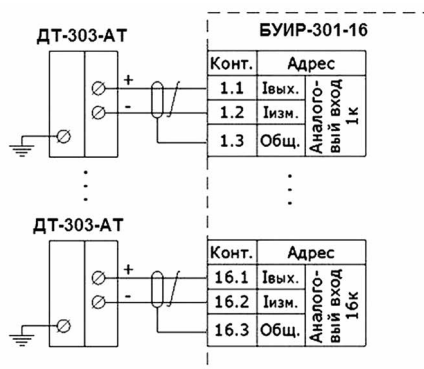 ДТ-303-АТ
БУИР-301-16
Конт. Адрес
+
1.1 Iвых.
-
1.2 Iизм.
1.3 Общ.
Аналого-
вый вход
1к
ДТ-303-АТ
Конт. Адрес
+
16.1 Iвых.
-
16.2 Iизм.
16.3 Общ.
Аналого-
вый вход
16к